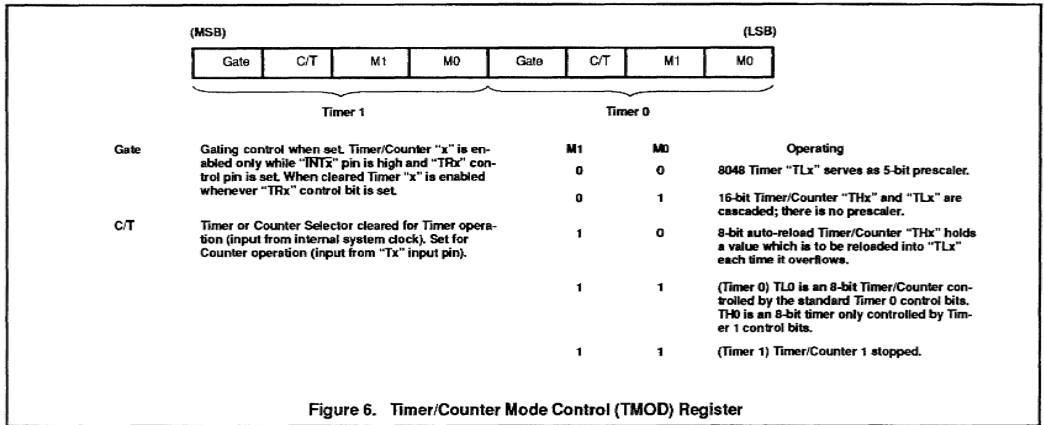 (MSB) (LSB)
Gate C/T M1 M0 Gate C/T M1 M0
Timer 1 Timer 0
Gate Gating control when set. Timer/Counter "x" is en-
abled only while "INTx" pin is high and "TRx" con-
trol pin is set. When cleared Timer "x" is enabled
whenever "TRx" control bit is set.
C/T Timer or Counter Selector cleared for Timer opera-
tion (input from internal system clock). Set for
Counter operation (input from "Tx" input pin).
M1 M0 Operating
0 0 8048 Timer "TLx" serves as 5-bit prescaler.
0 1 16-bit Timer/Counter "THx" and "TLx" are
cascaded; there is no prescaler.
1 0 8-bit auto-reload Timer/Counter "THx" holds
a value which is to be reloaded into "TLx"
each time it overflows.
1 1 (Timer 0) TL0 is an 8-bit Timer/Counter con-
trolled by the standard Timer 0 control bits.
TH0 is an 8-bit timer only controlled by Tim-
er 1 control bits.
1 1 (Timer 1) Timer/Counter 1 stopped.
Figure 6. Timer/Counter Mode Control (TMOD) Register